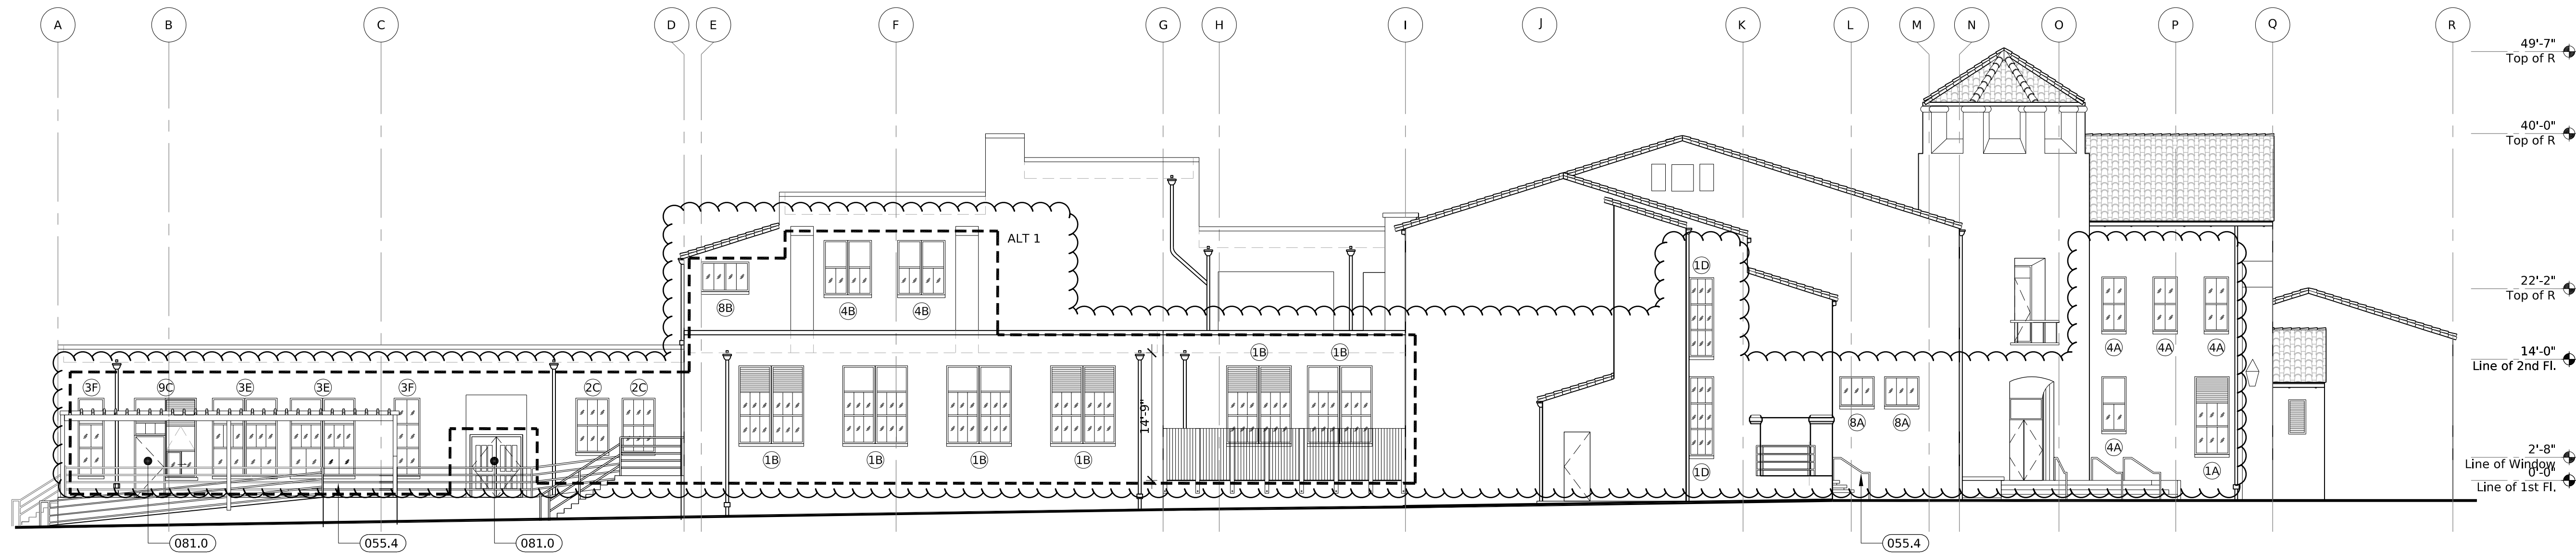 A B C D E F G H I J K L M N O P Q R
49'-7"
Top of R
40'-0"
Top of R
ALT 1
1D
22'-2"
Top of R
8B 4B 4B
4A 4A 4A
1B 1B
14'-0"
Line of 2nd Fl.
3F 9C 3E 3E 3F 2C 2C
14'-9"
8A 8A
4A
2'-8"
Line of Window
1B 1B 1B 1B
1D
1A
0'-0"
Line of 1st Fl.
081.0 055.4 081.0 055.4